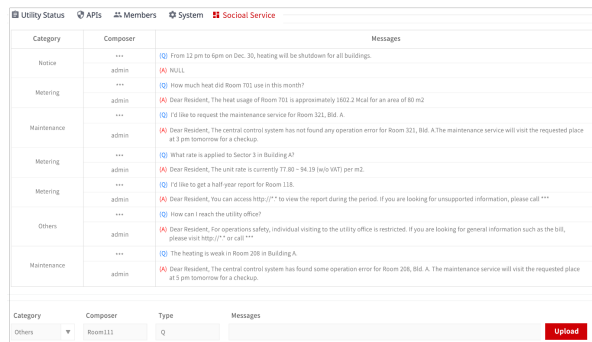 Utility Status APIs Members System Socioal Service
Category Composer Messages
Notice
*** (Q) From 12 pm to 6pm on Dec. 30, heating will be shutdown for all buildings.
admin (A) NULL
Metering
*** (Q) How much heat did Room 701 use in this month?
admin (A) Dear Resident, The heat usage of Room 701 is approximately 1602.2 Mcal for an area of 80 m2
Maintenance
*** (Q) I'd like to request the maintenance service for Room 321, Bld. A.
admin (A) Dear Resident, The central control system has not found any operation error for Room 321, Bld. A.The maintenance service will visit the requested place
at 3 pm tomorrow for a checkup.
Metering
*** (Q) What rate is applied to Sector 3 in Building A?
admin (A) Dear Resident, The unit rate is currently 77.80 ~ 94.19 (w/o VAT) per m2.
Metering
*** (Q) I'd like to get a half-year report for Room 118.
admin (A) Dear Resident, You can access http://*.* to view the report during the period. If you are looking for unsupported information, please call ***
Others
*** (Q) How can I reach the utility office?
admin (A) Dear Resident, For operations safety, individual visiting to the utility office is restricted. If you are looking for general information such as the bill,
please visit http://*.* or call ***
Maintenance
*** (Q) The heating is weak in Room 208 in Building A.
admin (A) Dear Resident, The central control system has found some operation error for Room 208, Bld. A. The maintenance service will visit the requested place
at 5 pm tomorrow for a checkup.
Category Composer Type Messages
Others Room111 Q Upload